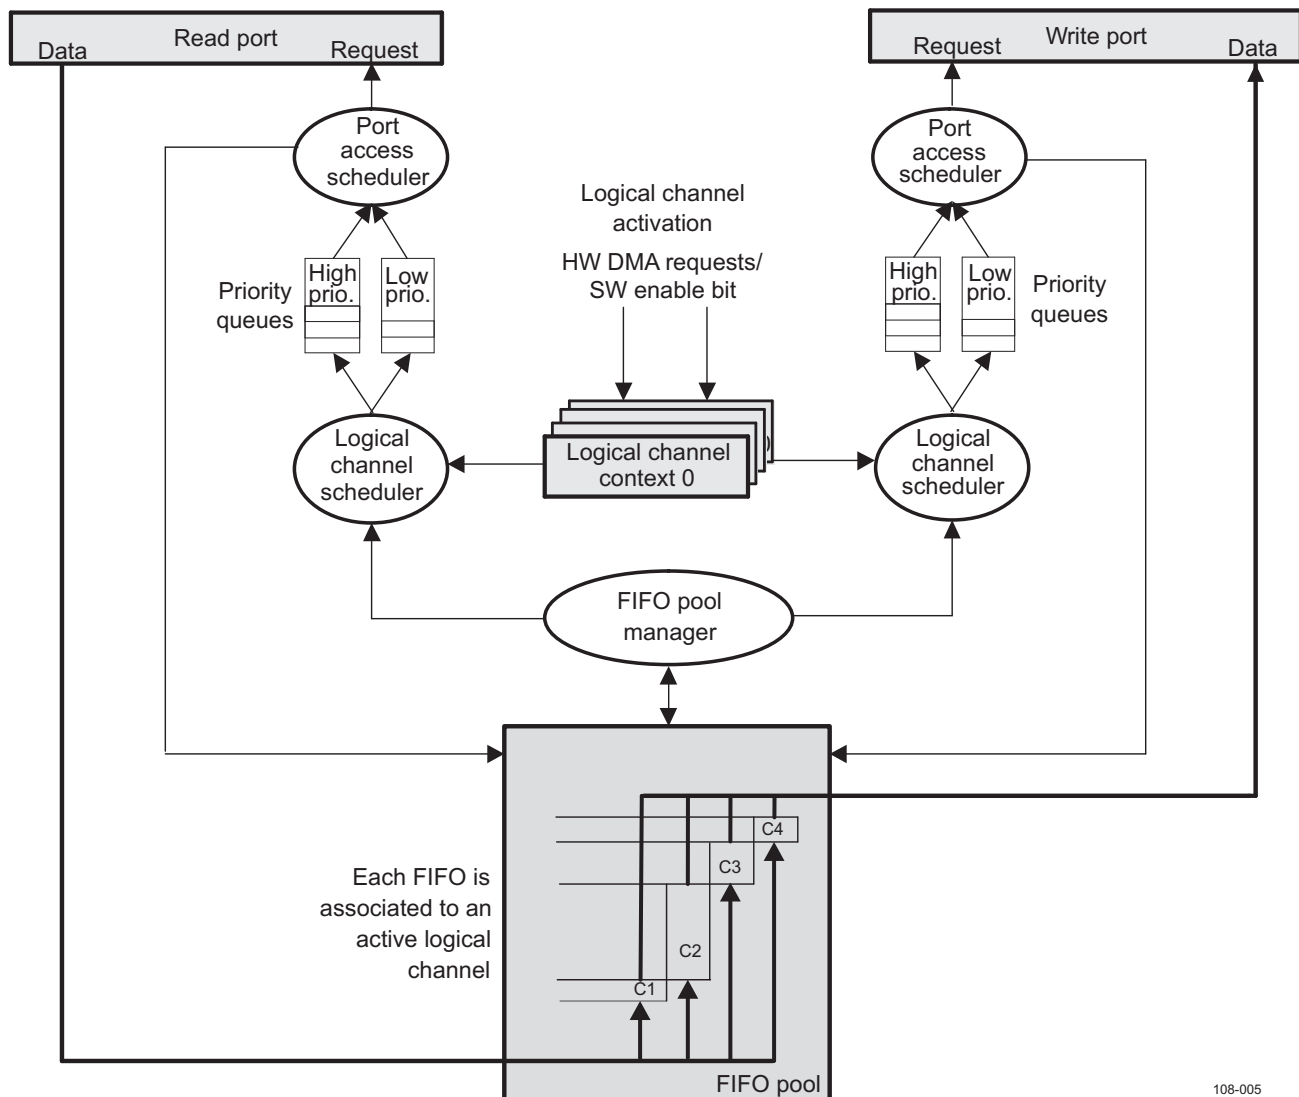 Read port
Data
Request
Write port
Request
Data
Port
access
scheduler
Port
access
scheduler
Logical channel
activation
HW DMA requests/
SW enable bit
Priority
queues
High
prio.
Low
prio.
High
prio.
Low
prio.
Priority
queues
Logical
channel
scheduler
Logical channel
context 0
Logical
channel
scheduler
FIFO pool
manager
Each FIFO is
associated to an
active logical
channel
C4
C3
C2
C1
FIFO pool
108-005